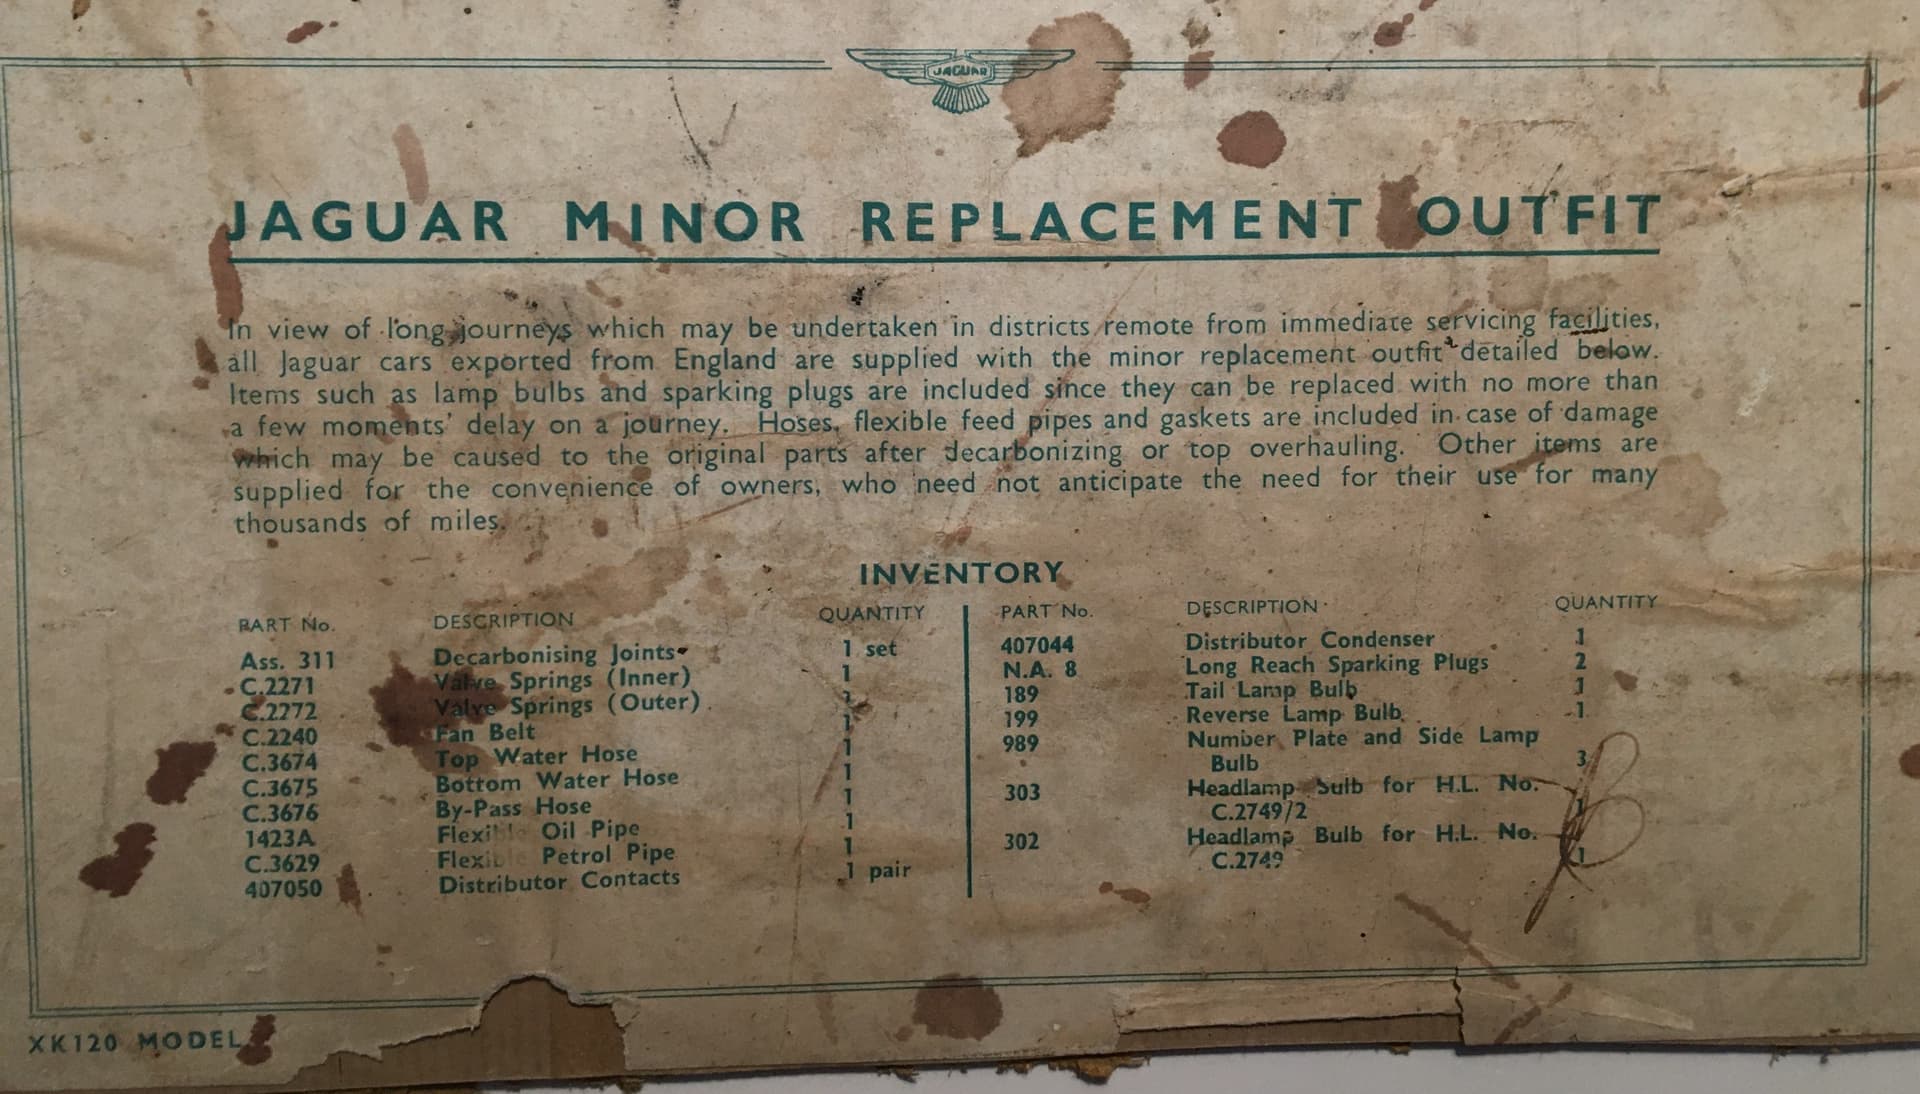 JAGUAR
JAGUAR MINOR REPLACEMENT OUTFIT
In view of long journeys which may be undertaken in districts remote from immediate servicing facilities,
all Jaguar cars exported from England are supplied with the minor replacement outfit detailed below.
Items such as lamp bulbs and sparking plugs are included since they can be replaced with no more than
a few moments' delay on a journey. Hoses, flexible feed pipes and gaskets are included in case of damage
which may be caused to the original parts after decarbonizing or top overhauling. Other items are
supplied for the convenience of owners, who need not anticipate the need for their use for many
thousands of miles.
INVENTORY
PART No. DESCRIPTION QUANTITY
Ass. 311 Decarbonising Joints 1 set
C.2271 Valve Springs (Inner) 1
C.2272 Valve Springs (Outer) 1
C.2240 Fan Belt 1
C.3674 Top Water Hose 1
C.3675 Bottom Water Hose 1
C.3676 By-Pass Hose 1
1423A Flexible Oil Pipe 1
C.3629 Flexible Petrol Pipe 1
407050 Distributor Contacts 1 pair
PART No. DESCRIPTION QUANTITY
407044 Distributor Condenser 1
N.A. 8 Long Reach Sparking Plugs 2
189 Tail Lamp Bulb 1
199 Reverse Lamp Bulb 1
989 Number Plate and Side Lamp
Bulb 3
303 Headlamp Bulb for H.L. No.
C.2749/2 1
302 Headlamp Bulb for H.L. No.
C.2749 1
XK120 MODEL